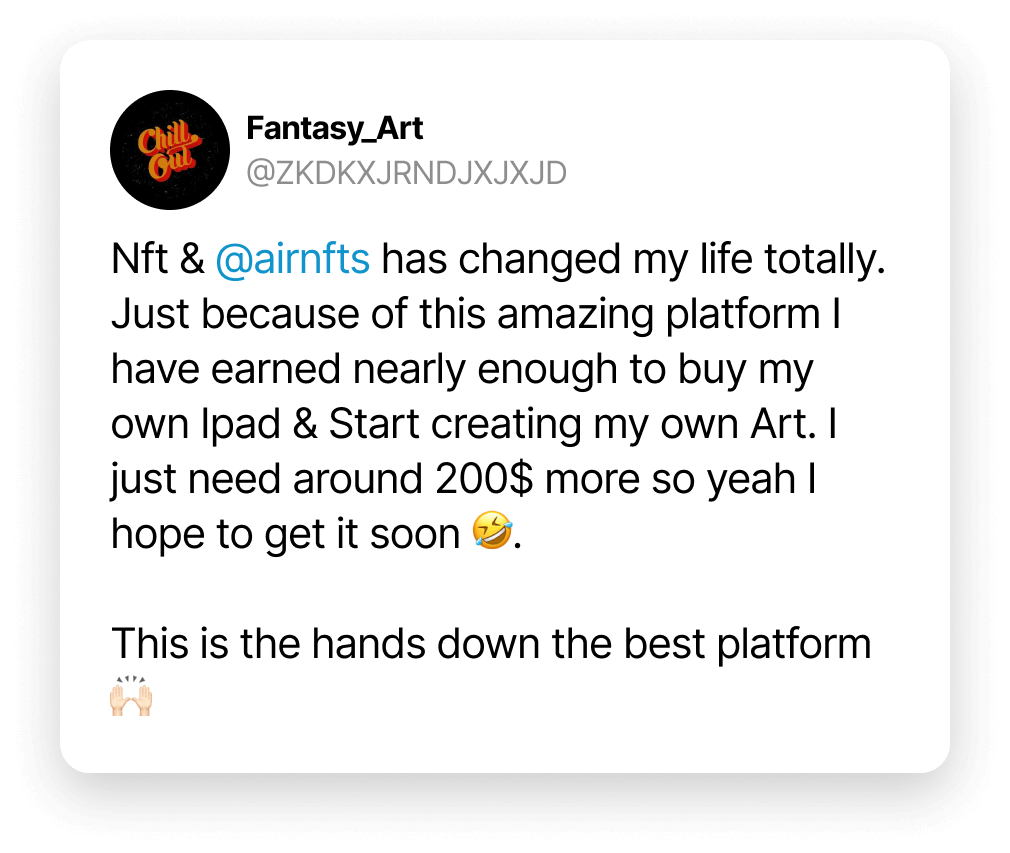 Chill
Out
Fantasy_Art
@ZKDKXJRNDJXJXJD
Nft & @airnfts has changed my life totally.
Just because of this amazing platform I
have earned nearly enough to buy my
own Ipad & Start creating my own Art. I
just need around 200$ more so yeah I
hope to get it soon 🤣.
This is the hands down the best platform
🙌🏻